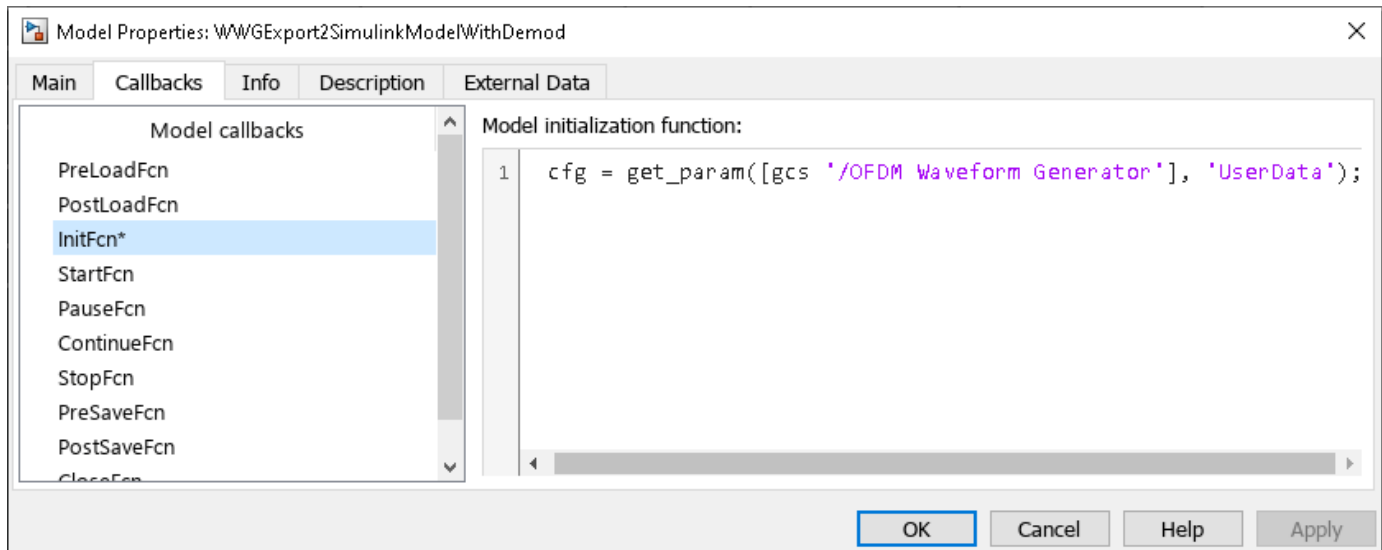 Model Properties: WWGExport2SimulinkModelWithDemod
Main Callbacks Info Description External Data
Model callbacks
PreLoadFcn
PostLoadFcn
InitFcn*
StartFcn
PauseFcn
ContinueFcn
StopFcn
PreSaveFcn
PostSaveFcn
CloseFcn
Model initialization function:
1 cfg = get_param([gcs '/OFDM Waveform Generator'], 'UserData');
OK Cancel Help Apply